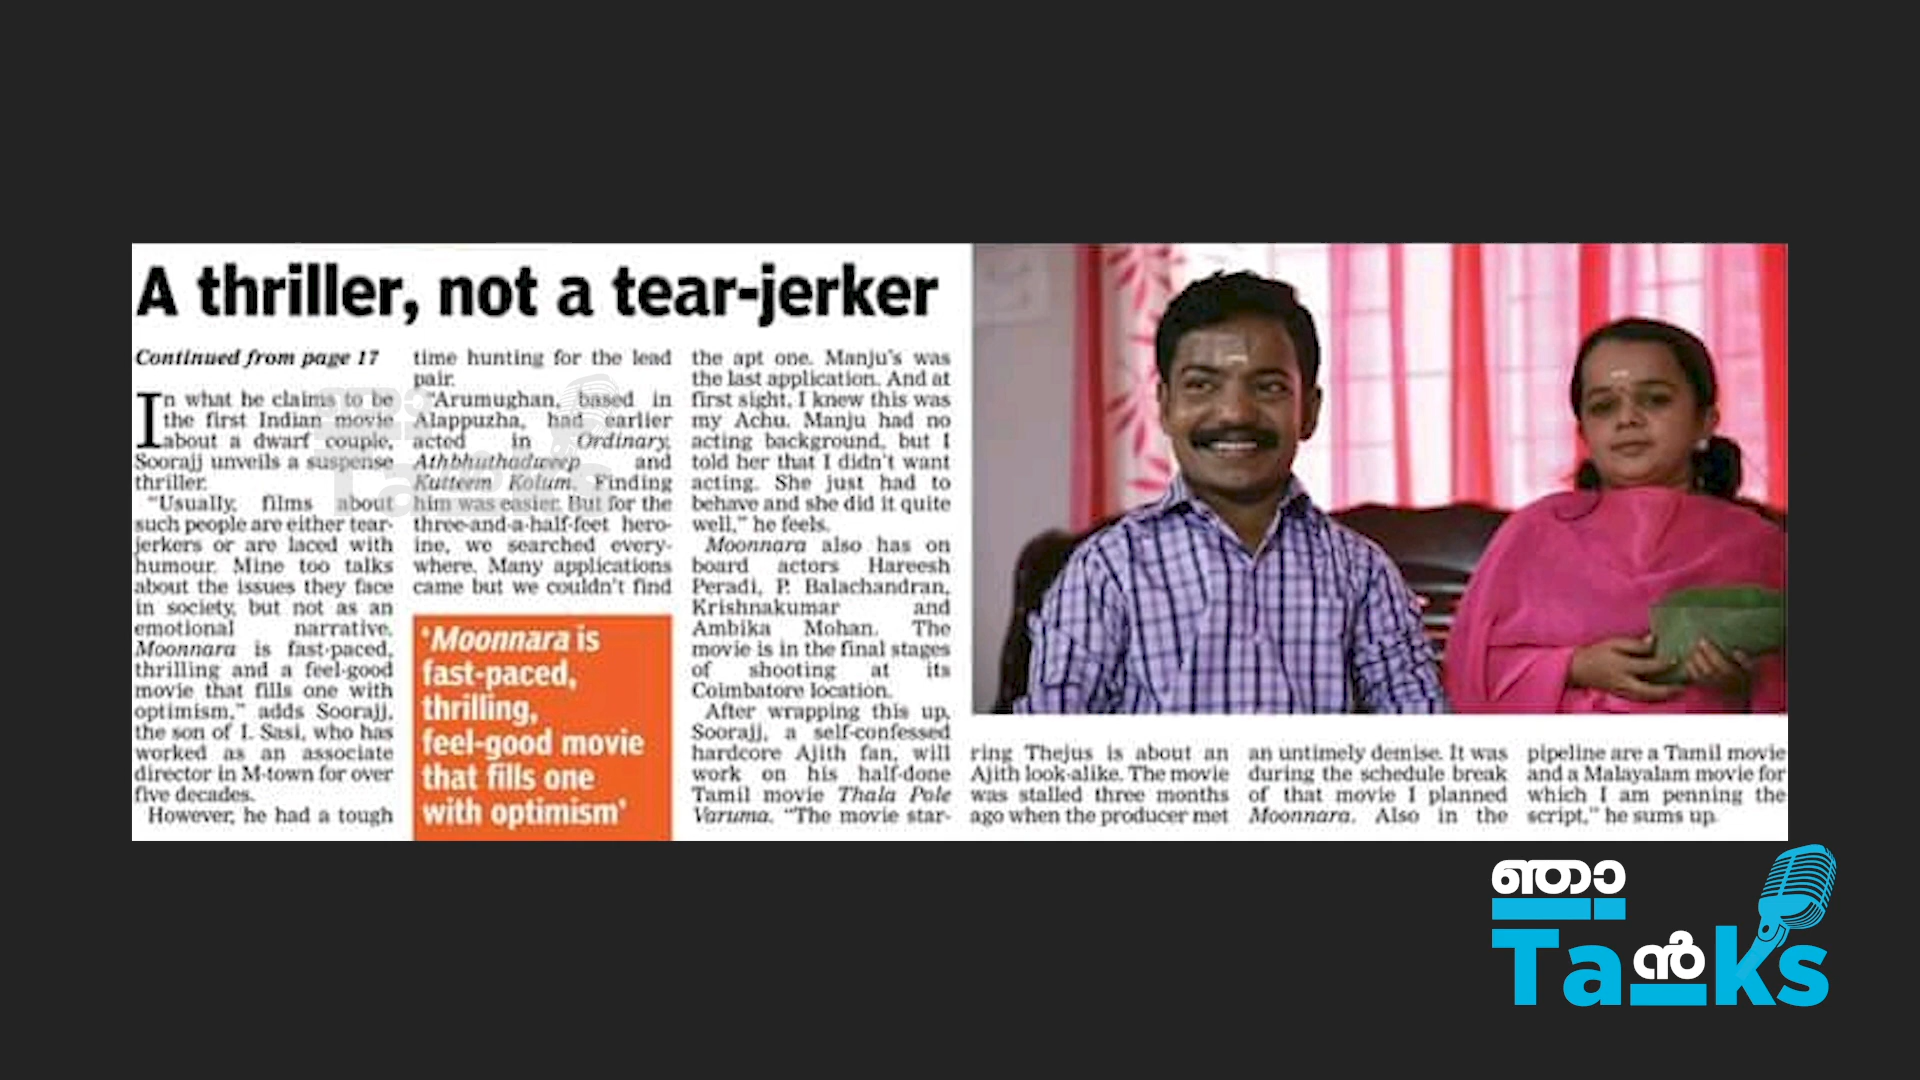 A thriller, not a tear-jerker
Continued from page 17
In what he claims to be
the first Indian movie
about a dwarf couple,
Soorajj unveils a suspense
thriller.
"Usually, films about
such people are either tear-
jerkers or are laced with
humour. Mine too talks
about the issues they face
in society, but not as an
emotional narrative.
Moonnara is fast-paced,
thrilling and a feel-good
movie that fills one with
optimism," adds Soorajj,
the son of I. Sasi, who has
worked as an associate
director in M-town for over
five decades.
However, he had a tough
time hunting for the lead
pair.
"Arumughan, based in
Alappuzha, had earlier
acted in Ordinary,
Athbhuthadweep and
Kutteem Kolum. Finding
him was easier. But for the
three-and-a-half-feet hero-
ine, we searched every-
where. Many applications
came but we couldn't find
'Moonnara is
fast-paced,
thrilling,
feel-good movie
that fills one
with optimism'
the apt one. Manju's was
the last application. And at
first sight, I knew this was
my Achu. Manju had no
acting background, but I
told her that I didn't want
acting. She just had to
behave and she did it quite
well," he feels.
Moonnara also has on
board actors Hareesh
Peradi, P. Balachandran,
Krishnakumar and
Ambika Mohan. The
movie is in the final stages
of shooting at its
Coimbatore location.
After wrapping this up,
Soorajj, a self-confessed
hardcore Ajith fan, will
work on his half-done
Tamil movie Thala Pole
Varuma. "The movie star-
ring Thejus is about an
Ajith look-alike. The movie
was stalled three months
ago when the producer met
an untimely demise. It was
during the schedule break
of that movie I planned
Moonnara. Also in the
pipeline are a Tamil movie
and a Malayalam movie for
which I am penning the
script," he sums up.
ഞാ
Taൻks